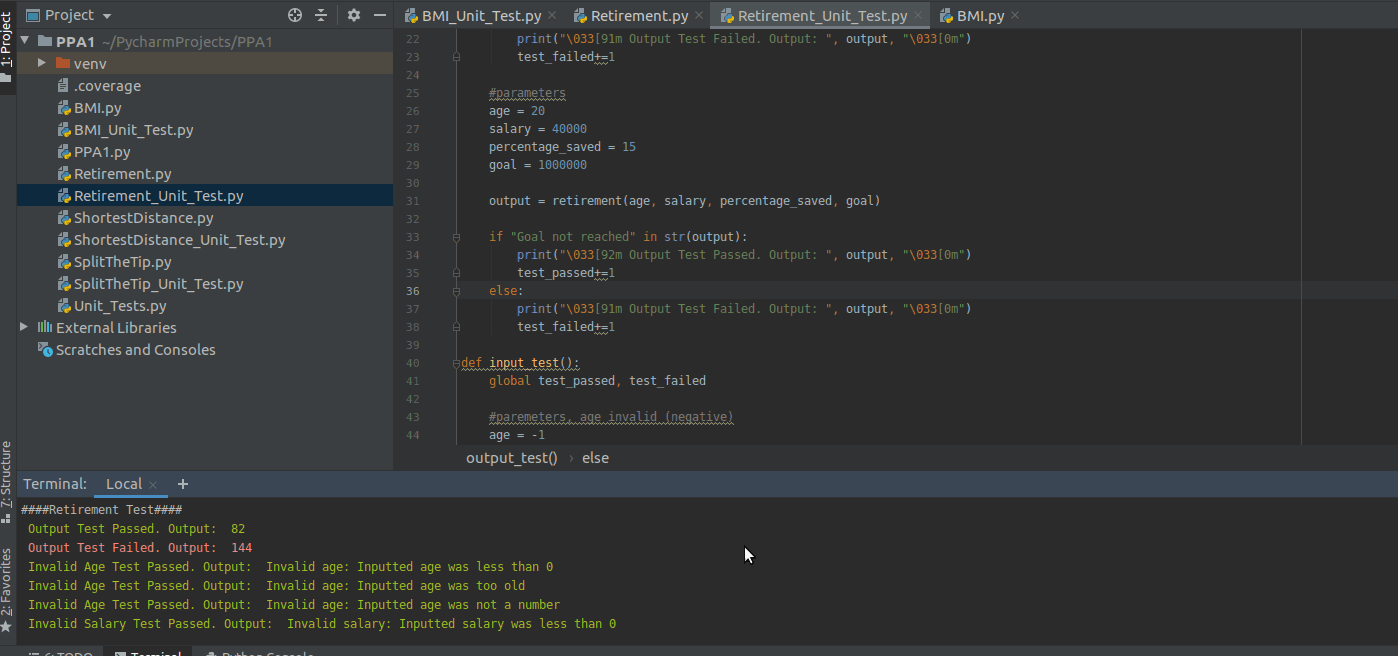 Project
BMI_Unit_Test.py
Retirement.py
Retirement_Unit_Test.py
BMI.py
1: Project
PPA1 ~/PycharmProjects/PPA1
venv
.coverage
BMI.py
BMI_Unit_Test.py
PPA1.py
Retirement.py
Retirement_Unit_Test.py
ShortestDistance.py
ShortestDistance_Unit_Test.py
SplitTheTip.py
SplitTheTip_Unit_Test.py
Unit_Tests.py
External Libraries
Scratches and Consoles
22 print("\033[91m Output Test Failed. Output: ", output, "\033[0m")
23 test_failed+=1
24
25 #parameters
26 age = 20
27 salary = 40000
28 percentage_saved = 15
29 goal = 1000000
30
31 output = retirement(age, salary, percentage_saved, goal)
32
33 if "Goal not reached" in str(output):
34 print("\033[92m Output Test Passed. Output: ", output, "\033[0m")
35 test_passed+=1
36 else:
37 print("\033[91m Output Test Failed. Output: ", output, "\033[0m")
38 test_failed+=1
39
40 def input_test():
41 global test_passed, test_failed
42
43 #paremeters, age invalid (negative)
44 age = -1
output_test() › else
7: Structure
2: Favorites
Terminal: Local +
####Retirement Test####
Output Test Passed. Output:  82
Output Test Failed. Output:  144
Invalid Age Test Passed. Output:  Invalid age: Inputted age was less than 0
Invalid Age Test Passed. Output:  Invalid age: Inputted age was too old
Invalid Age Test Passed. Output:  Invalid age: Inputted age was not a number
Invalid Salary Test Passed. Output:  Invalid salary: Inputted salary was less than 0
6: TODO
Terminal
Python Console